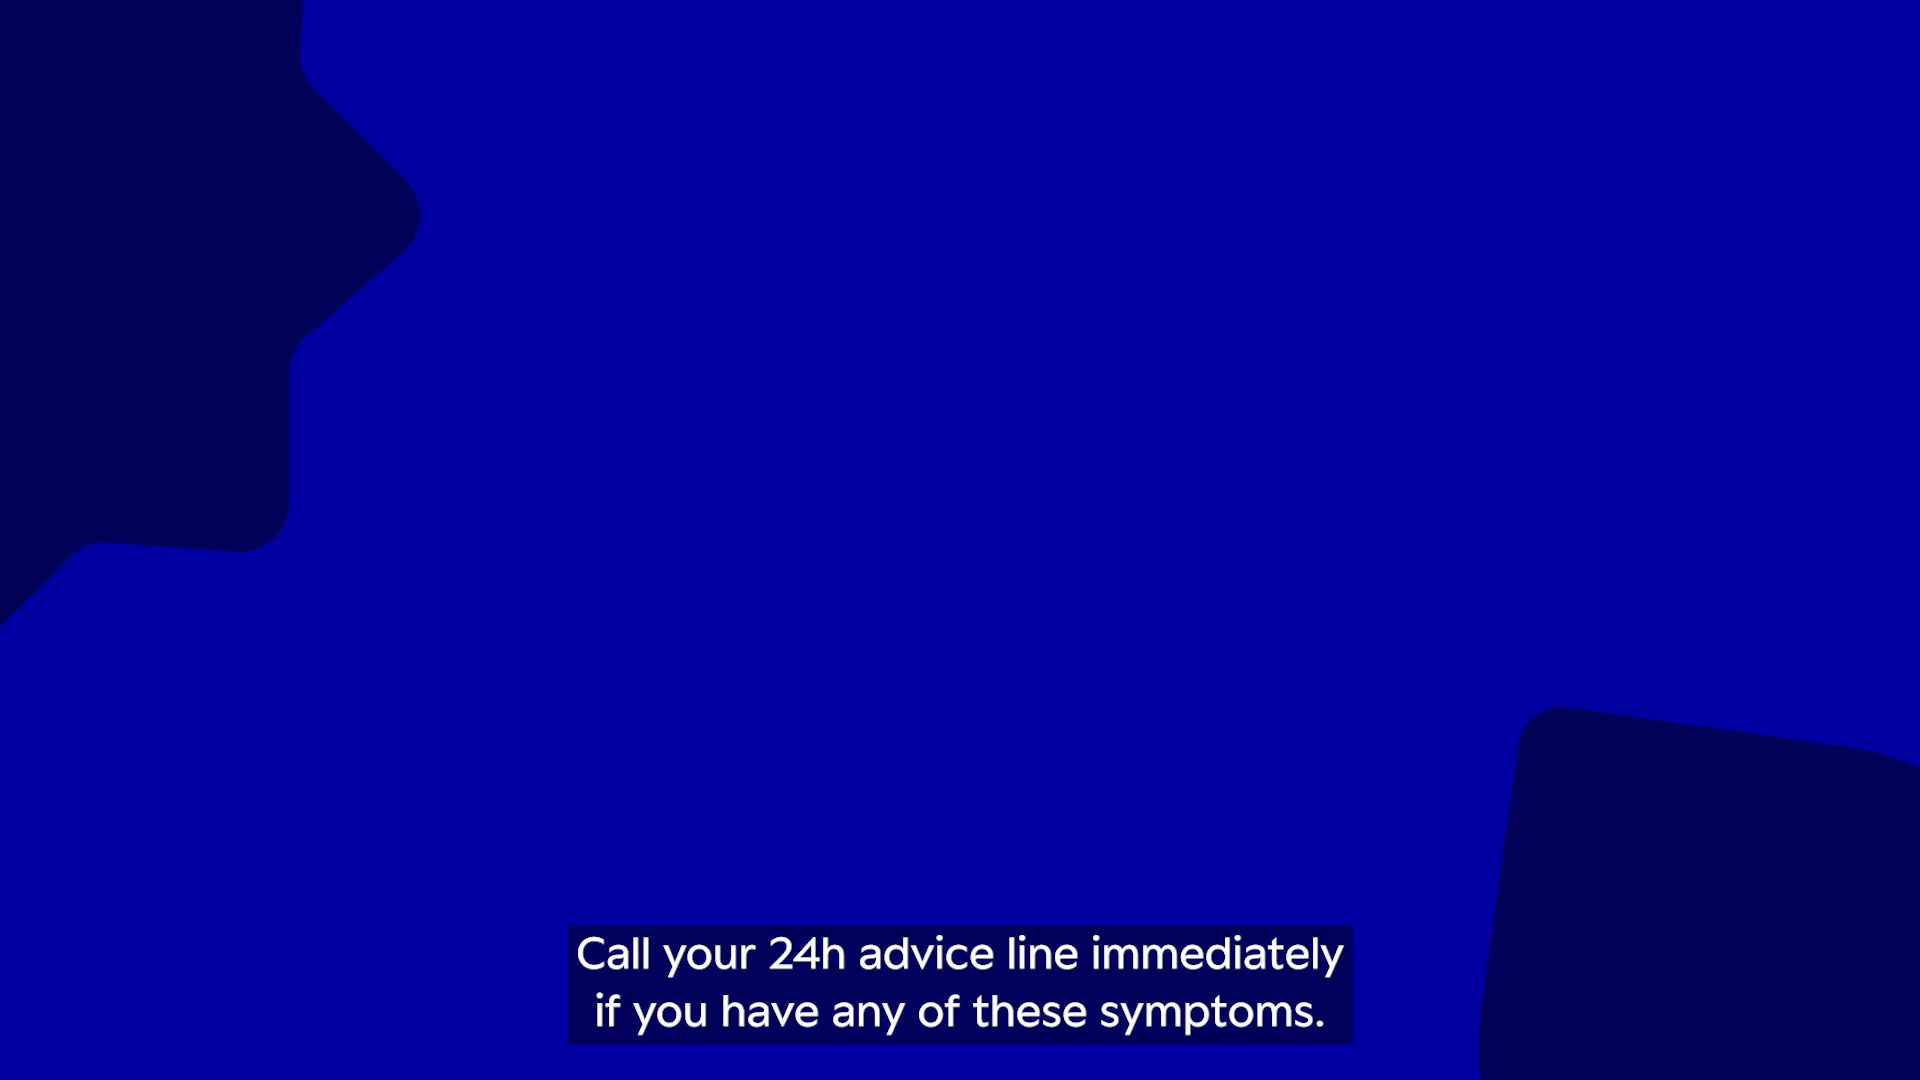 Call your 24h advice line immediately
if you have any of these symptoms.